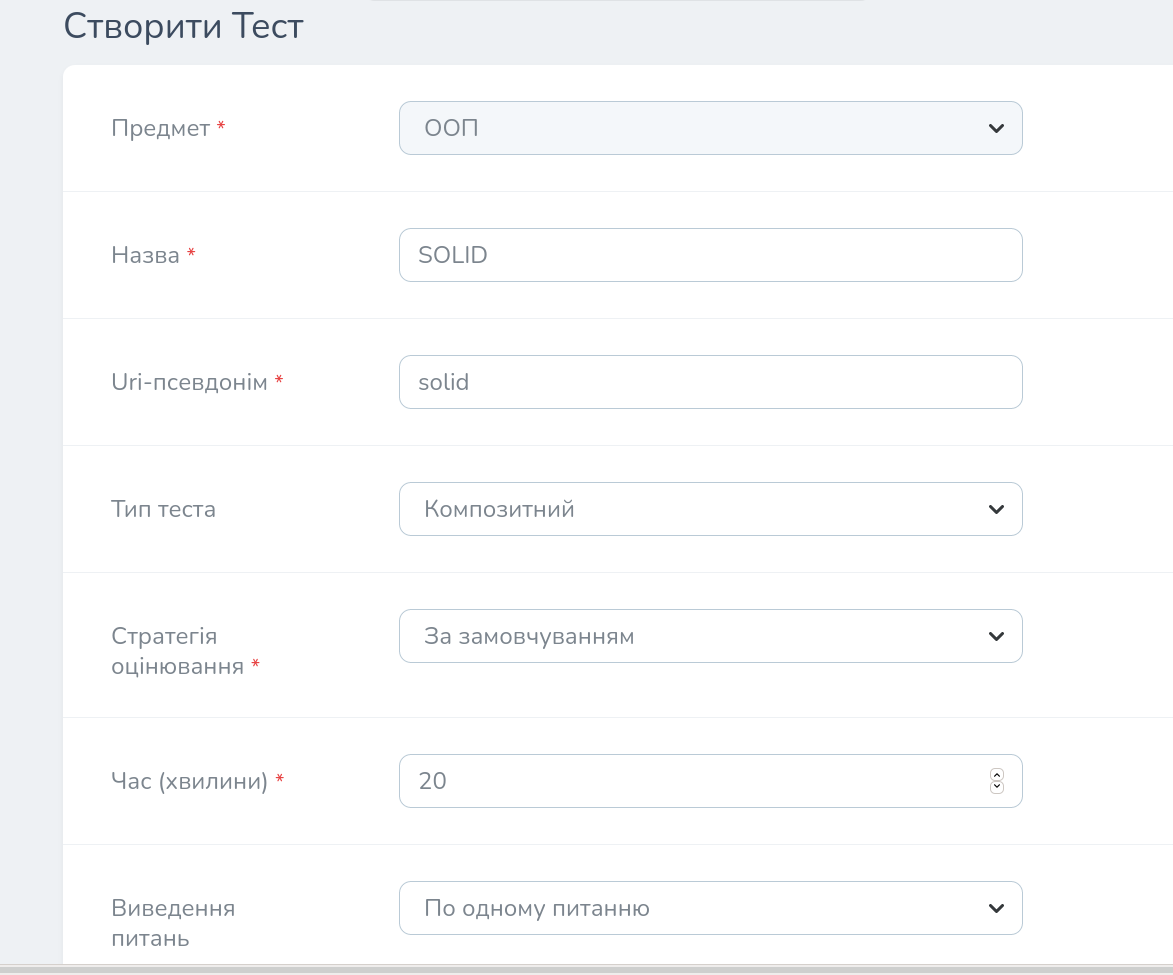 Створити Тест
Предмет *
ООП
Назва *
SOLID
Uri-псевдонім *
solid
Тип теста
Композитний
Стратегія
оцінювання *
За замовчуванням
Час (хвилини) *
20
Виведення
питань
По одному питанню